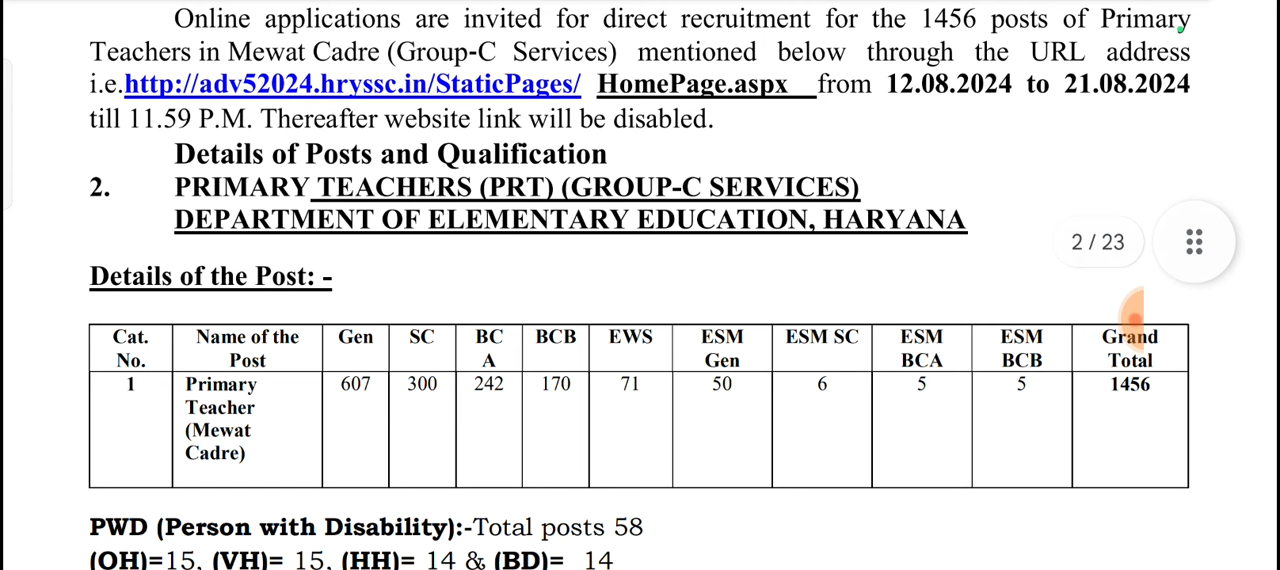 Online applications are invited for direct recruitment for the 1456 posts of Primary
Teachers in Mewat Cadre (Group-C Services) mentioned below through the URL address
i.e.http://adv52024.hryssc.in/StaticPages/ HomePage.aspx from 12.08.2024 to 21.08.2024
till 11.59 P.M. Thereafter website link will be disabled.
Details of Posts and Qualification
2. PRIMARY TEACHERS (PRT) (GROUP-C SERVICES)
DEPARTMENT OF ELEMENTARY EDUCATION, HARYANA
2 / 23
Details of the Post: -
Cat. Name of the Gen SC BC BCB EWS ESM ESM SC ESM ESM Grand
No. Post A Gen BCA BCB Total
1 Primary 607 300 242 170 71 50 6 5 5 1456
Teacher
(Mewat
Cadre)
PWD (Person with Disability):-Total posts 58
(OH)=15, (VH)= 15, (HH)= 14 & (BD)= 14